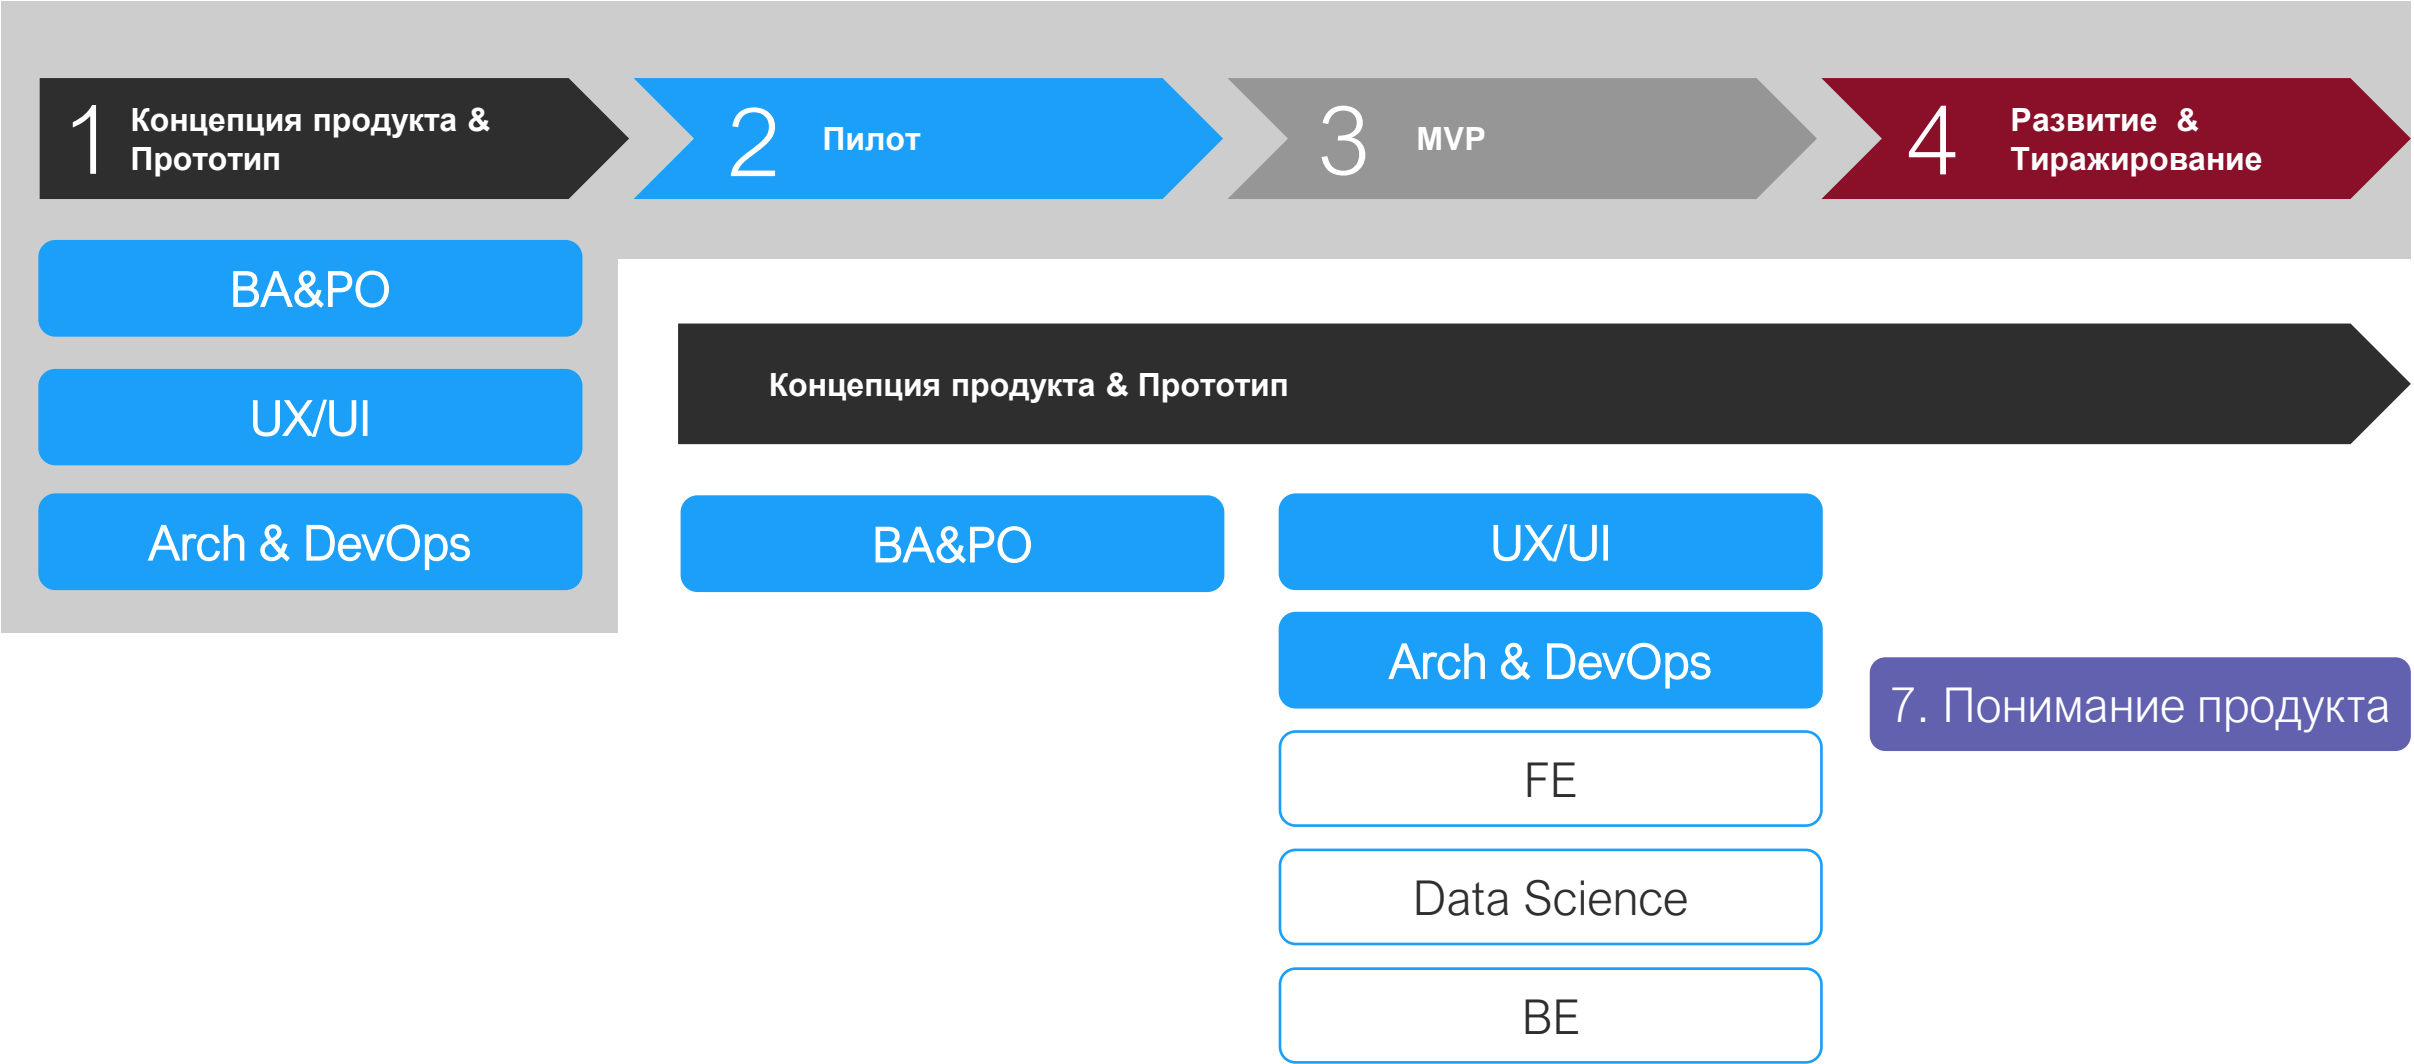 1
Концепция продукта &
Прототип
2
Пилот
3
MVP
4
Развитие &
Тиражирование
BA&PO
UX/UI
Arch & DevOps
Концепция продукта & Прототип
BA&PO
UX/UI
Arch & DevOps
FE
Data Science
BE
7. Понимание продукта